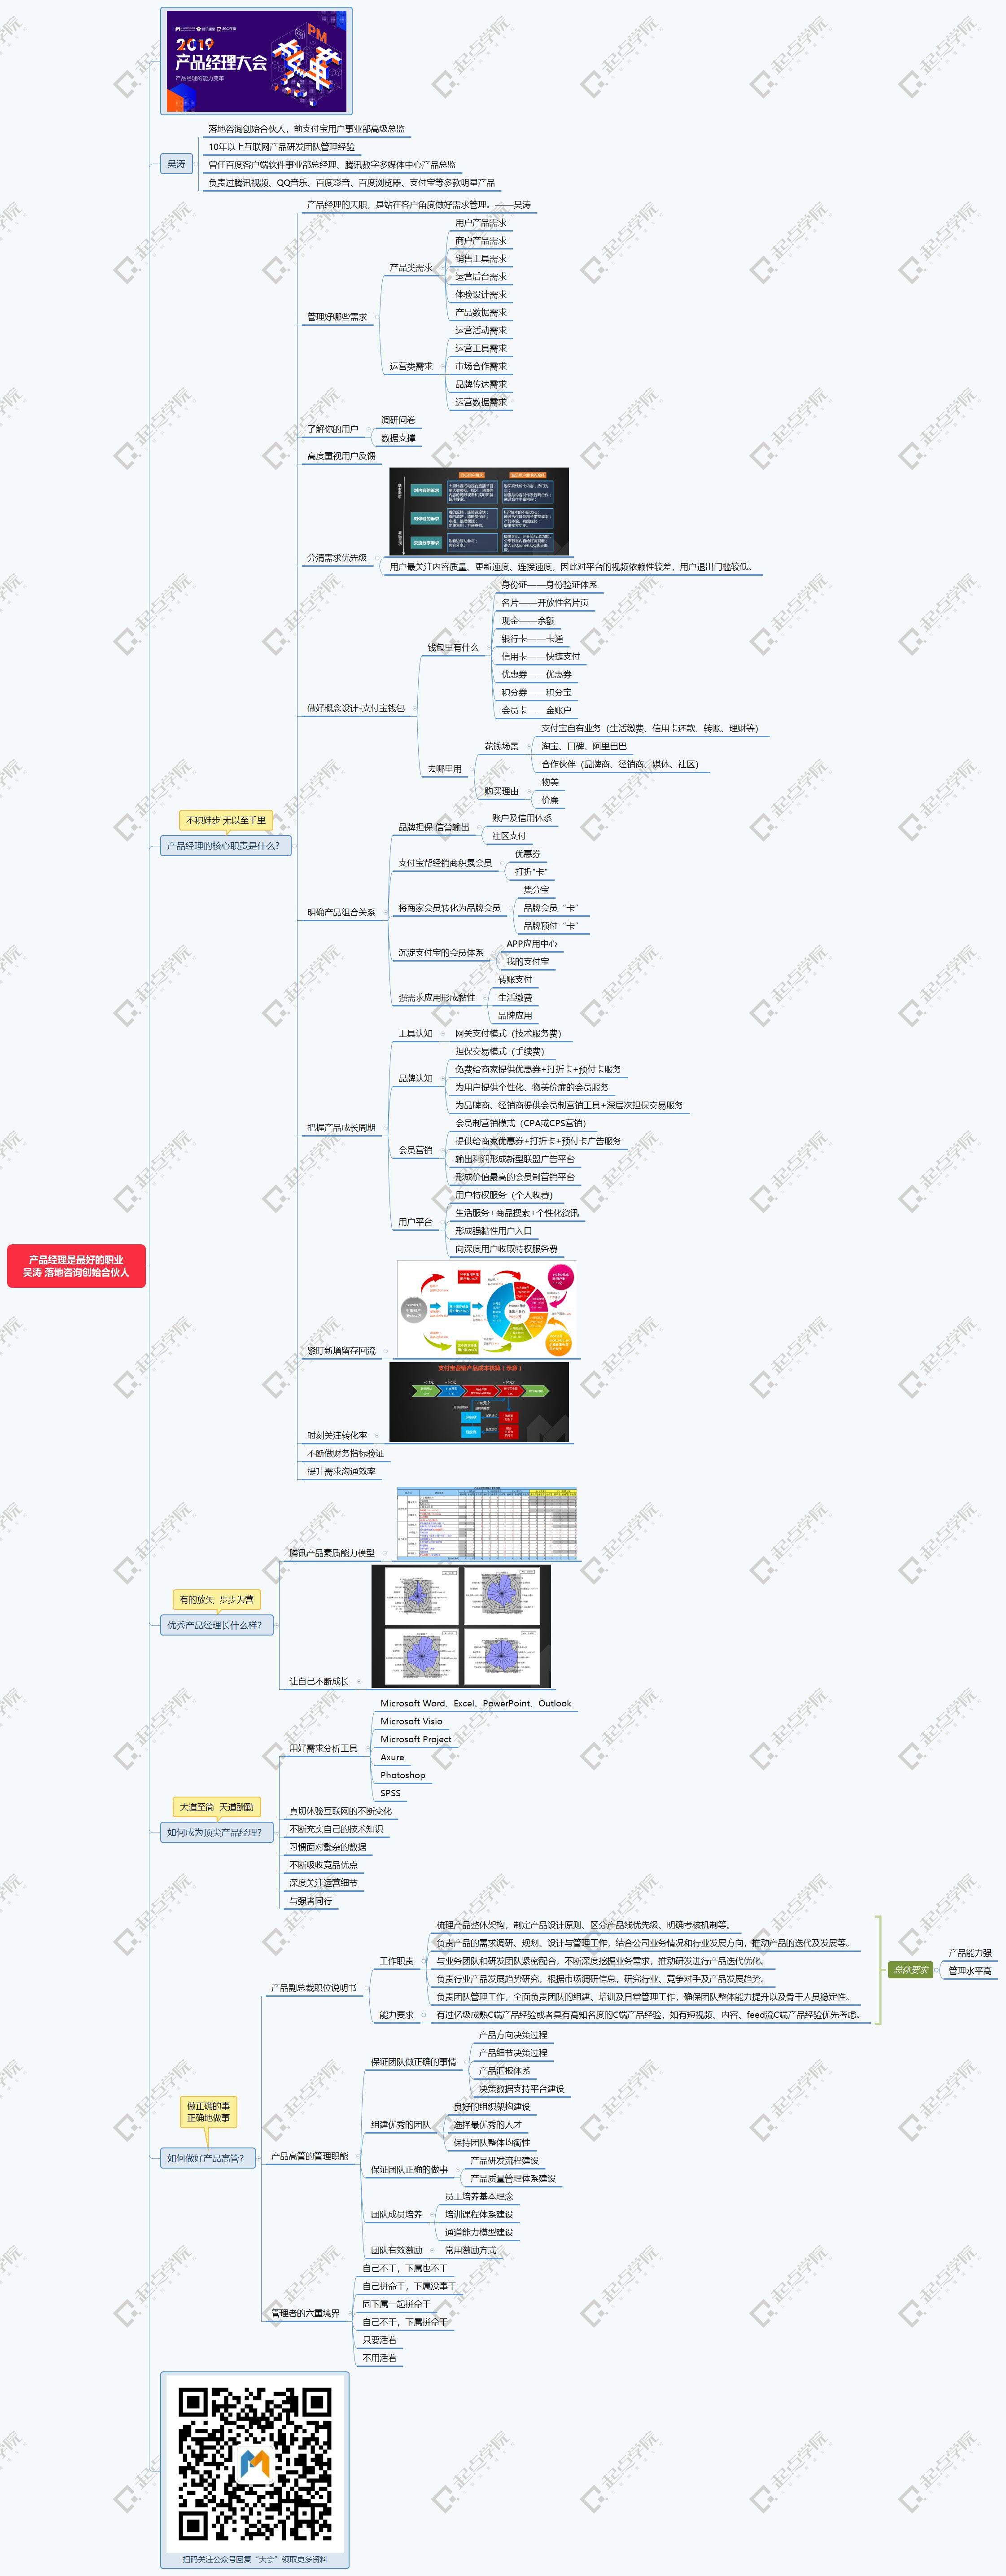 2019
产品经理大会
产品经理的能力变革
PM
吴涛
落地咨询创始合伙人，前支付宝用户事业部高级总监
10年以上互联网产品研发团队管理经验
曾任百度客户端软件事业部总经理、腾讯数字多媒体中心产品总监
负责过腾讯视频、QQ音乐、百度影音、百度浏览器、支付宝等多款明星产品
产品经理是最好的职业
吴涛 落地咨询创始合伙人
不积跬步 无以至千里
产品经理的核心职责是什么？
产品经理的天职，是站在客户角度做好需求管理。——吴涛
管理好哪些需求
产品类需求
用户产品需求
商户产品需求
销售工具需求
运营后台需求
体验设计需求
产品数据需求
运营类需求
运营活动需求
运营工具需求
市场合作需求
品牌传达需求
运营数据需求
了解你的用户
调研问卷
数据支撑
高度重视用户反馈
分清需求优先级
用户最关注内容质量、更新速度、连接速度，因此对平台的视频依赖性较差，用户退出门槛较低。
做好概念设计-支付宝钱包
钱包里有什么
身份证——身份验证体系
名片——开放性名片页
现金——余额
银行卡——卡通
信用卡——快捷支付
优惠券——优惠券
积分券——积分宝
会员卡——金账户
去哪里用
花钱场景
支付宝自有业务（生活缴费、信用卡还款、转账、理财等）
淘宝、口碑、阿里巴巴
合作伙伴（品牌商、经销商、媒体、社区）
购买理由
物美
价廉
明确产品组合关系
品牌担保 信誉输出
账户及信用体系
社区支付
支付宝帮经销商积累会员
优惠券
打折"卡"
将商家会员转化为品牌会员
集分宝
品牌会员“卡”
品牌预付“卡”
沉淀支付宝的会员体系
APP应用中心
我的支付宝
强需求应用形成黏性
转账支付
生活缴费
品牌应用
把握产品成长周期
工具认知
网关支付模式（技术服务费）
品牌认知
担保交易模式（手续费）
免费给商家提供优惠券+打折卡+预付卡服务
为用户提供个性化、物美价廉的会员服务
为品牌商、经销商提供会员制营销工具+深层次担保交易服务
会员营销
会员制营销模式（CPA或CPS营销）
提供给商家优惠券+打折卡+预付卡广告服务
输出利润形成新型联盟广告平台
形成价值最高的会员制营销平台
用户平台
用户特权服务（个人收费）
生活服务+商品搜索+个性化资讯
形成强黏性用户入口
向深度用户收取特权服务费
紧盯新增留存回流
时刻关注转化率
支付宝营销产品成本核算（示意）
不断做财务指标验证
提升需求沟通效率
有的放矢 步步为营
优秀产品经理长什么样？
腾讯产品素质能力模型
让自己不断成长
大道至简 天道酬勤
如何成为顶尖产品经理？
用好需求分析工具
Microsoft Word、Excel、PowerPoint、Outlook
Microsoft Visio
Microsoft Project
Axure
Photoshop
SPSS
真切体验互联网的不断变化
不断充实自己的技术知识
习惯面对繁杂的数据
不断吸收竞品优点
深度关注运营细节
与强者同行
做正确的事
正确地做事
如何做好产品高管？
产品副总裁职位说明书
工作职责
梳理产品整体架构，制定产品设计原则、区分产品线优先级、明确考核机制等。
负责产品的需求调研、规划、设计与管理工作，结合公司业务情况和行业发展方向，推动产品的迭代及发展等。
与业务团队和研发团队紧密配合，不断深度挖掘业务需求，推动研发进行产品迭代优化。
负责行业产品发展趋势研究，根据市场调研信息，研究行业、竞争对手及产品发展趋势。
负责团队管理工作，全面负责团队的组建、培训及日常管理工作，确保团队整体能力提升以及骨干人员稳定性。
能力要求
有过亿级成熟C端产品经验或者具有高知名度的C端产品经验，如有短视频、内容、feed流C端产品经验优先考虑。
总体要求
产品能力强
管理水平高
产品高管的管理职能
保证团队做正确的事情
产品方向决策过程
产品细节决策过程
产品汇报体系
决策数据支持平台建设
组建优秀的团队
良好的组织架构建设
选择最优秀的人才
保持团队整体均衡性
保证团队正确的做事
产品研发流程建设
产品质量管理体系建设
团队成员培养
员工培养基本理念
培训课程体系建设
通道能力模型建设
团队有效激励
常用激励方式
管理者的六重境界
自己不干，下属也不干
自己拼命干，下属没事干
同下属一起拼命干
自己不干，下属拼命干
只要活着
不用活着
扫码关注公众号回复“大会”领取更多资料
起点学院